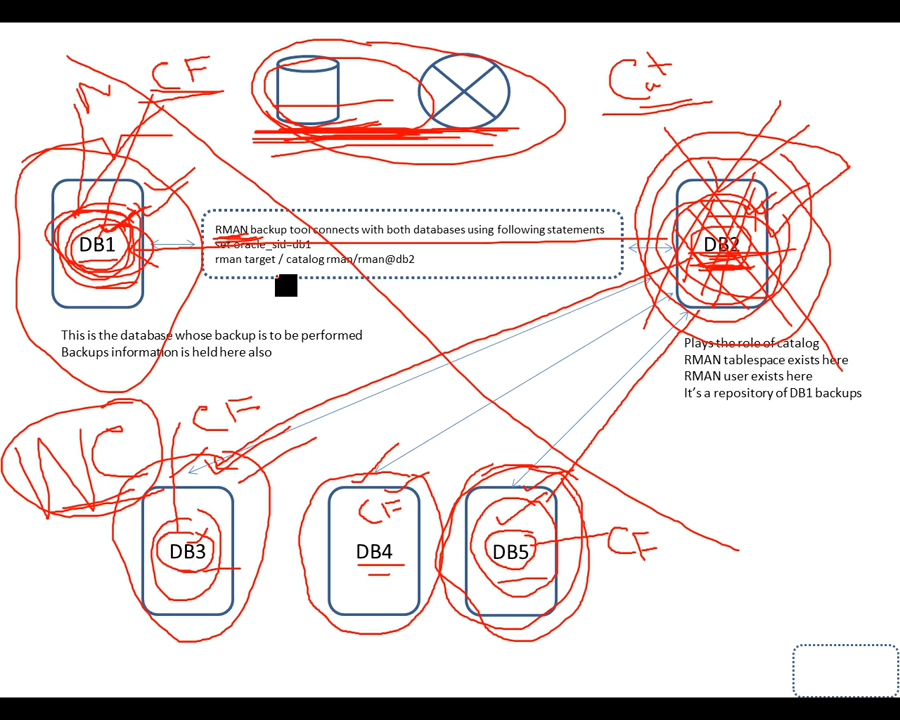 CF
Cat
RMAN backup tool connects with both databases using following statements
set oracle_sid=db1
rman target / catalog rman/rman@db2
DB1
DB2
This is the database whose backup is to be performed
Backups information is held here also
Plays the role of catalog
RMAN tablespace exists here
RMAN user exists here
It's a repository of DB1 backups
NC
CF
CF
DB3
DB4
DB5
CF